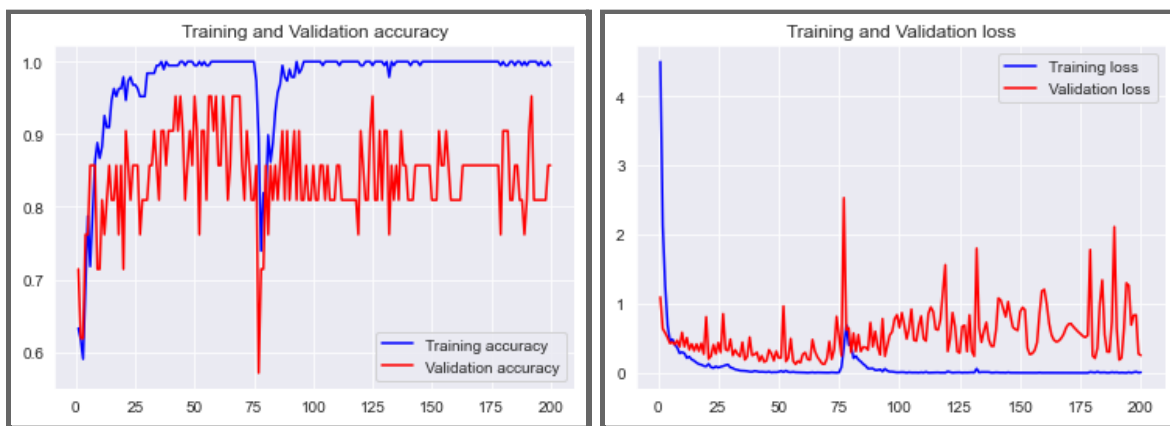 Training and Validation accuracy
1.0
0.9
0.8
0.7
0.6
Training accuracy
Validation accuracy
0 25 50 75 100 125 150 175 200
Training and Validation loss
Training loss
Validation loss
4
3
2
1
0
0 25 50 75 100 125 150 175 200